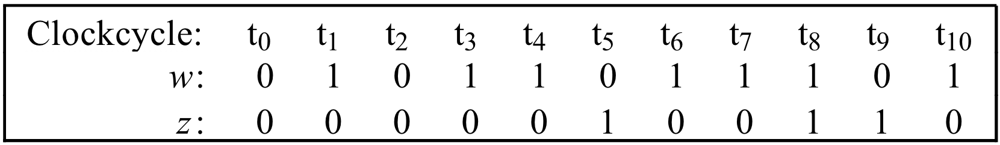 Clockcycle: t₀ t₁ t₂ t₃ t₄ t₅ t₆ t₇ t₈ t₉ t₁₀
w: 0 1 0 1 1 0 1 1 1 0 1
z: 0 0 0 0 0 1 0 0 1 1 0